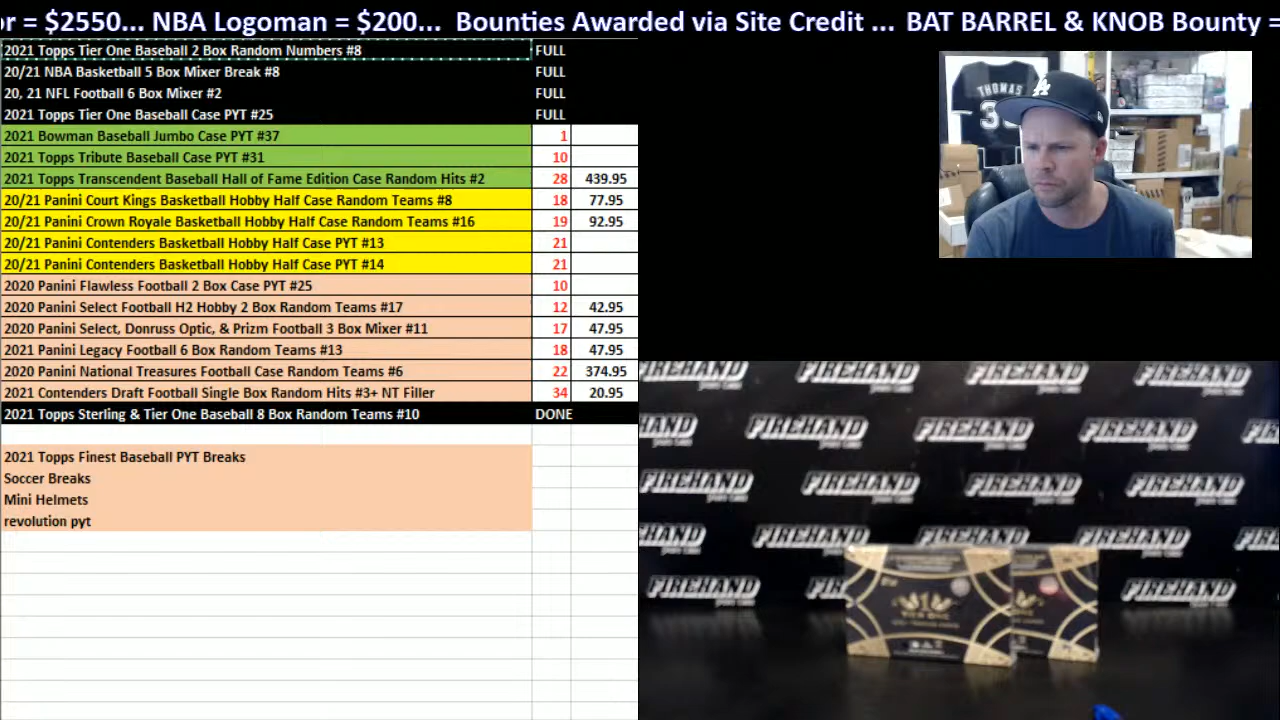 r = $2550... NBA Logoman = $200... Bounties Awarded via Site Credit ... BAT BARREL & KNOB Bounty =
2021 Topps Tier One Baseball 2 Box Random Numbers #8 FULL
20/21 NBA Basketball 5 Box Mixer Break #8 FULL
20, 21 NFL Football 6 Box Mixer #2 FULL
2021 Topps Tier One Baseball Case PYT #25 FULL
2021 Bowman Baseball Jumbo Case PYT #37 1
2021 Topps Tribute Baseball Case PYT #31 10
2021 Topps Transcendent Baseball Hall of Fame Edition Case Random Hits #2 28 439.95
20/21 Panini Court Kings Basketball Hobby Half Case Random Teams #8 18 77.95
20/21 Panini Crown Royale Basketball Hobby Half Case Random Teams #16 19 92.95
20/21 Panini Contenders Basketball Hobby Half Case PYT #13 21
20/21 Panini Contenders Basketball Hobby Half Case PYT #14 21
2020 Panini Flawless Football 2 Box Case PYT #25 10
2020 Panini Select Football H2 Hobby 2 Box Random Teams #17 12 42.95
2020 Panini Select, Donruss Optic, & Prizm Football 3 Box Mixer #11 17 47.95
2021 Panini Legacy Football 6 Box Random Teams #13 18 47.95
2020 Panini National Treasures Football Case Random Teams #6 22 374.95
2021 Contenders Draft Football Single Box Random Hits #3+ NT Filler 34 20.95
2021 Topps Sterling & Tier One Baseball 8 Box Random Teams #10 DONE
2021 Topps Finest Baseball PYT Breaks
Soccer Breaks
Mini Helmets
revolution pyt
THOMAS
LA
FIREHAND
FIREHAND
FIREHAND
FIREHAND
FIREHAND
FIREHAND
FIREHAND
FIREHAND
FIREHAND
FIREHAND
TIER ONE